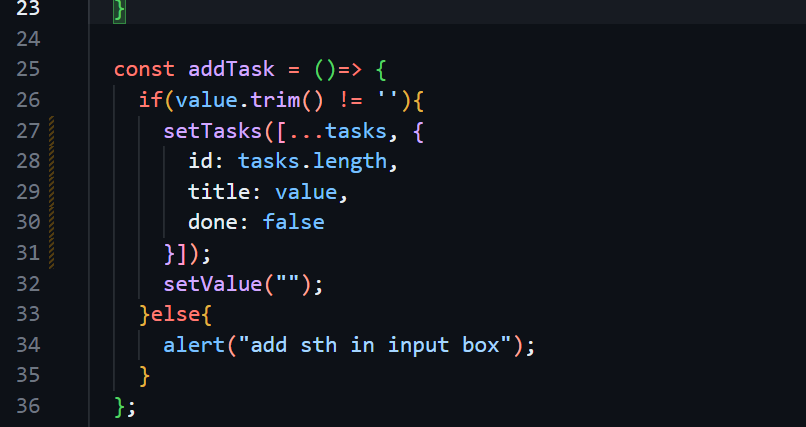 23 }
24
25 const addTask = ()=> {
26 if(value.trim() != ''){
27 setTasks([...tasks, {
28 id: tasks.length,
29 title: value,
30 done: false
31 }]);
32 setValue("");
33 }else{
34 alert("add sth in input box");
35 }
36 };